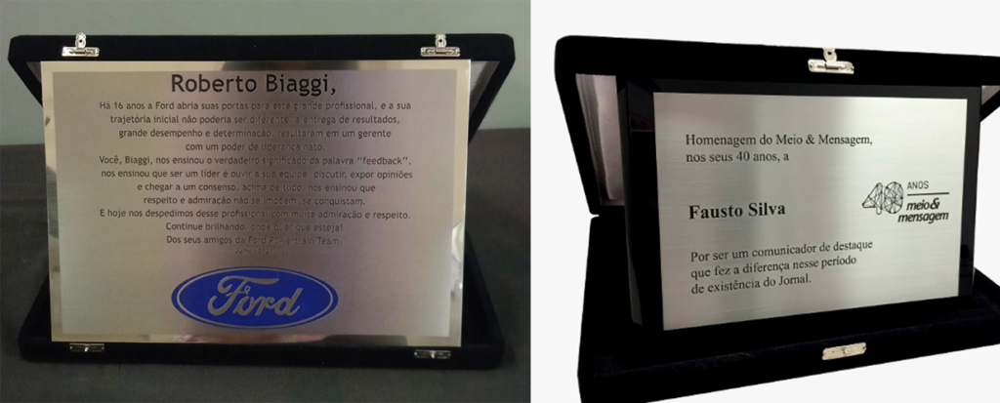 Roberto Biaggi,
Há 16 anos a Ford abria suas portas para este grande profissional, e a sua
trajetória inicial não poderia ser diferente, a entrega de resultados,
grande desempenho e determinação, resultaram em um gerente
com um poder de liderança nato.
Você, Biaggi, nos ensinou o verdadeiro significado da palavra “feedback”,
nos ensinou que ser um líder é ouvir a sua equipe, discutir, expor opiniões
e chegar a um consenso, acima de tudo, nos ensinou que
respeito e admiração não se impõem, se conquistam.
E hoje nos despedimos desse profissional com muita admiração e respeito.
Continue brilhando, onde quer que esteja!
Dos seus amigos da Ford Powertrain Team.
Ford
Homenagem do Meio & Mensagem,
nos seus 40 anos, a
40 ANOS
meio&
mensagem
Fausto Silva
Por ser um comunicador de destaque
que fez a diferença nesse período
de existência do Jornal.